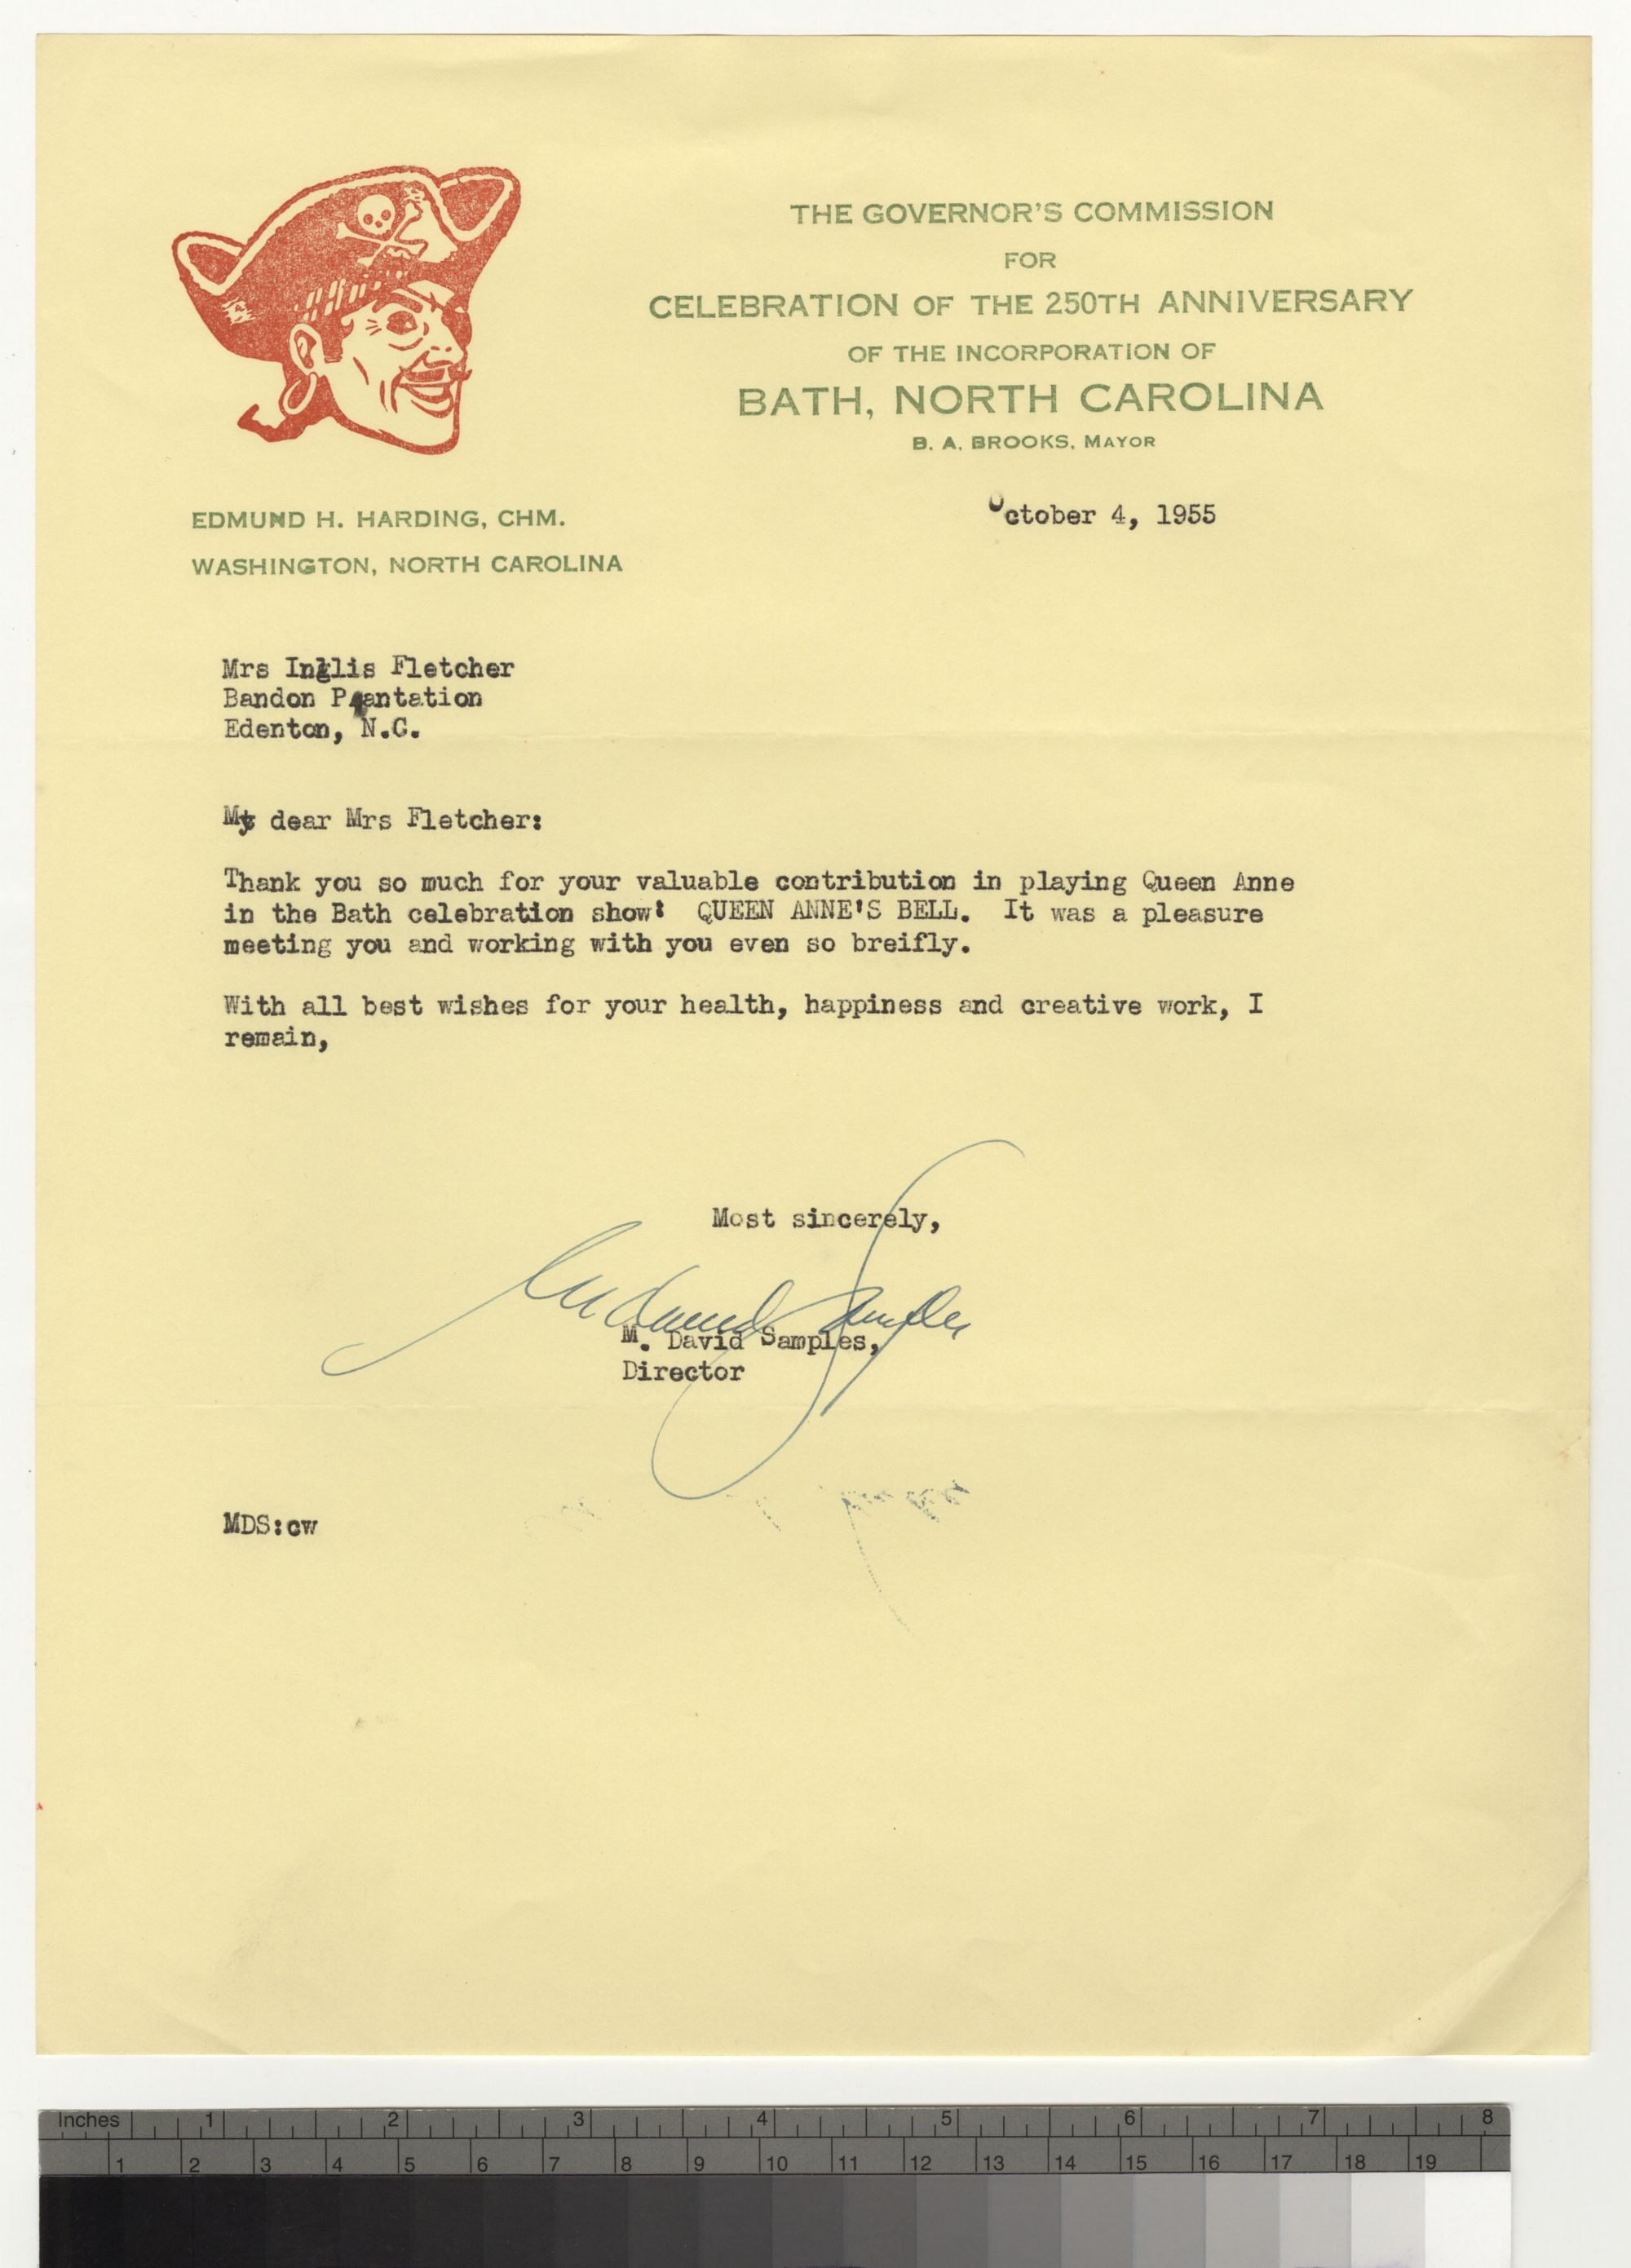 THE GOVERNOR'S COMMISSION
FOR
CELEBRATION OF THE 250TH ANNIVERSARY
OF THE INCORPORATION OF
BATH, NORTH CAROLINA
B. A. BROOKS, MAYOR
October 4, 1955
EDMUND H. HARDING, CHM.
WASHINGTON, NORTH CAROLINA
Mrs Inglis Fletcher
Bandon Plantation
Edenton, N.C.
My dear Mrs Fletcher:
Thank you so much for your valuable contribution in playing Queen Anne
in the Bath celebration show: QUEEN ANNE'S BELL. It was a pleasure
meeting you and working with you even so breifly.
With all best wishes for your health, happiness and creative work, I
remain,
Most sincerely,
M David Samples
M. David Samples,
Director
MDS:cw
Inches 1 2 3 4 5 6 7 8
1 2 3 4 5 6 7 8 9 10 11 12 13 14 15 16 17 18 19